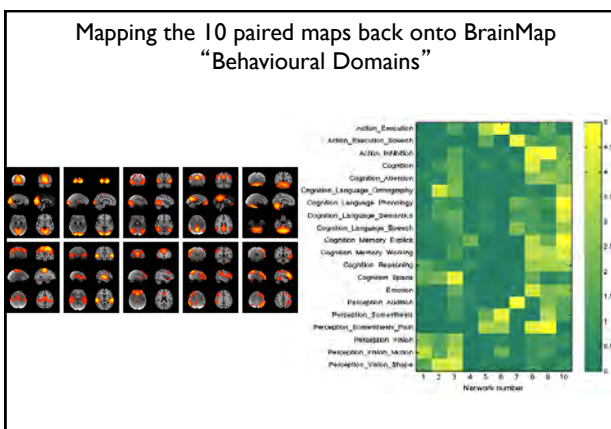 Mapping the 10 paired maps back onto BrainMap
“Behavioural Domains”
Action_Execution
Action_Execution_Speech
Action_Inhibition
Cognition
Cognition_Attention
Cognition_Language_Orthography
Cognition_Language_Phonology
Cognition_Language_Semantics
Cognition_Language_Speech
Cognition_Memory_Explicit
Cognition_Memory_Working
Cognition_Reasoning
Cognition_Space
Emotion
Perception_Audition
Perception_Somesthesis
Perception_Somesthesis_Pain
Perception_Vision
Perception_Vision_Motion
Perception_Vision_Shape
1 2 3 4 5 6 7 8 9 10
Network number